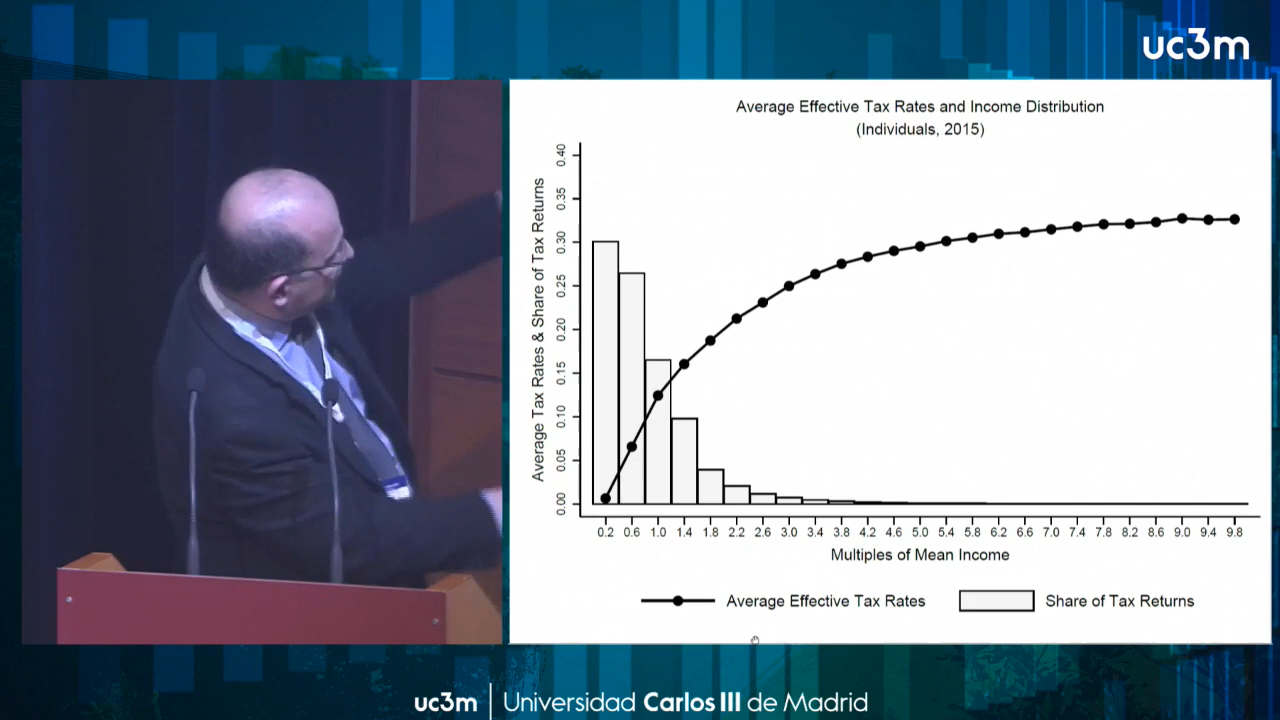 uc3m
Average Effective Tax Rates and Income Distribution
(Individuals, 2015)
Average Tax Rates & Share of Tax Returns
0.40
0.35
0.30
0.25
0.20
0.15
0.10
0.05
0.00
0.2 0.6 1.0 1.4 1.8 2.2 2.6 3.0 3.4 3.8 4.2 4.6 5.0 5.4 5.8 6.2 6.6 7.0 7.4 7.8 8.2 8.6 9.0 9.4 9.8
Multiples of Mean Income
Average Effective Tax Rates
Share of Tax Returns
uc3m | Universidad Carlos III de Madrid